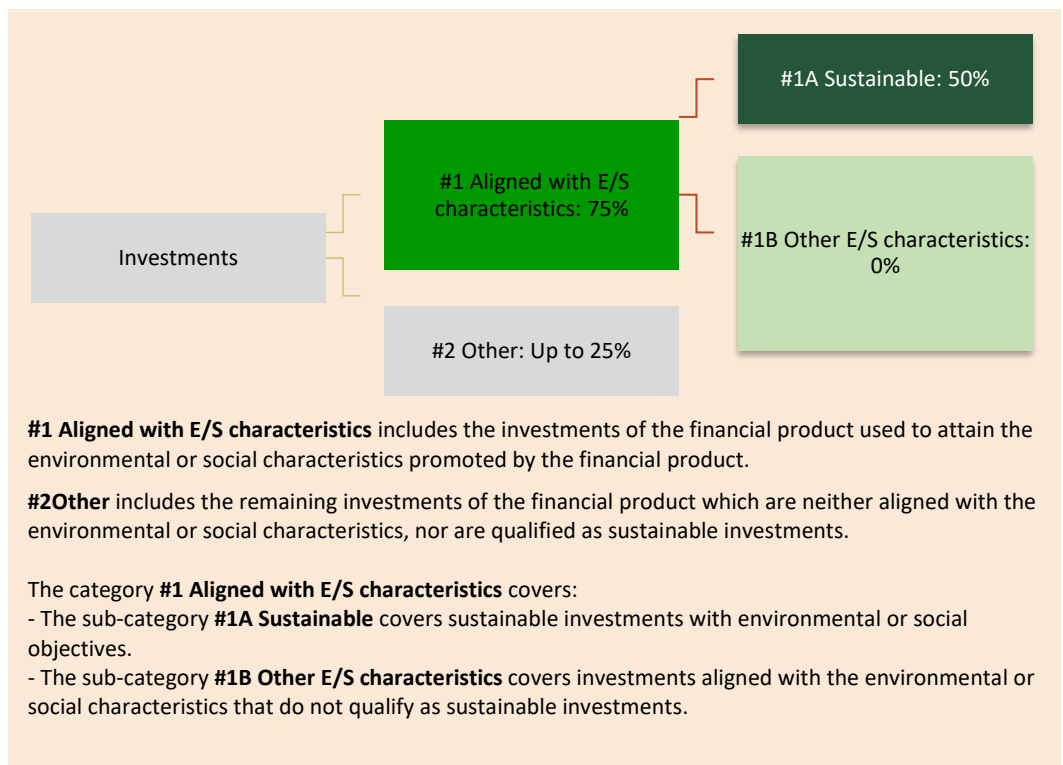 #1A Sustainable: 50%
#1 Aligned with E/S
characteristics: 75%
#1B Other E/S characteristics:
0%
Investments
#2 Other: Up to 25%
#1 Aligned with E/S characteristics includes the investments of the financial product used to attain the
environmental or social characteristics promoted by the financial product.
#2Other includes the remaining investments of the financial product which are neither aligned with the
environmental or social characteristics, nor are qualified as sustainable investments.
The category #1 Aligned with E/S characteristics covers:
- The sub-category #1A Sustainable covers sustainable investments with environmental or social
objectives.
- The sub-category #1B Other E/S characteristics covers investments aligned with the environmental or
social characteristics that do not qualify as sustainable investments.